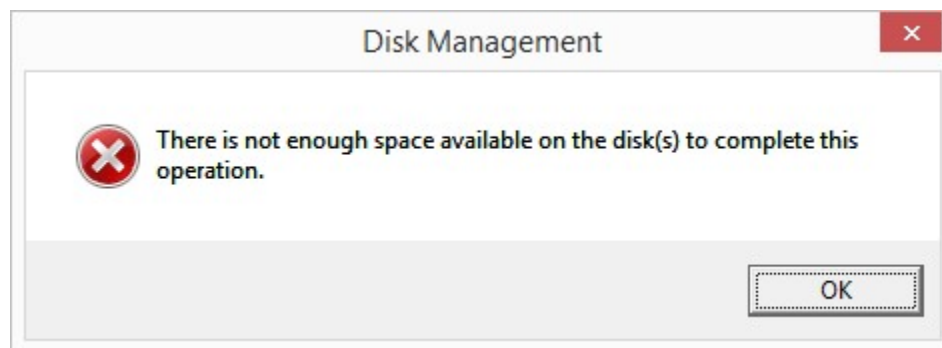 Disk Management
There is not enough space available on the disk(s) to complete this
operation.
OK